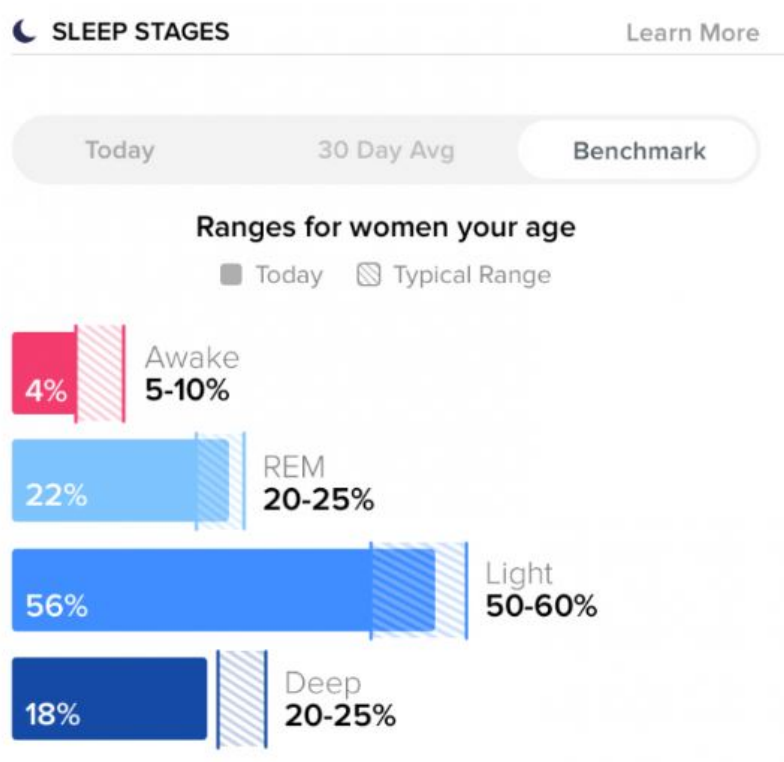 SLEEP STAGES Learn More
Today 30 Day Avg Benchmark
Ranges for women your age
Today Typical Range
Awake
4% 5-10%
REM
22% 20-25%
Light
56% 50-60%
Deep
18% 20-25%